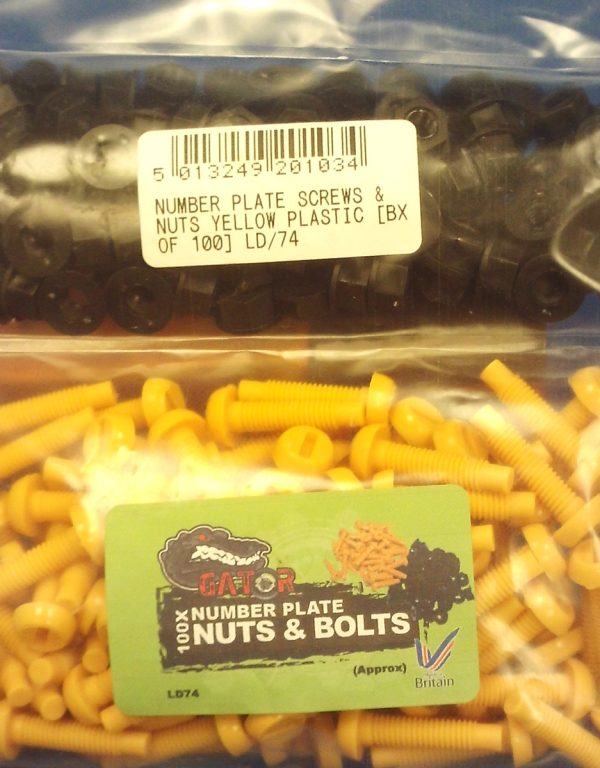 5 013249 201034
NUMBER PLATE SCREWS &
NUTS YELLOW PLASTIC [BX
OF 100] LD/74
GATOR
100X
NUMBER PLATE
NUTS & BOLTS
(Approx)
Britain
LD74